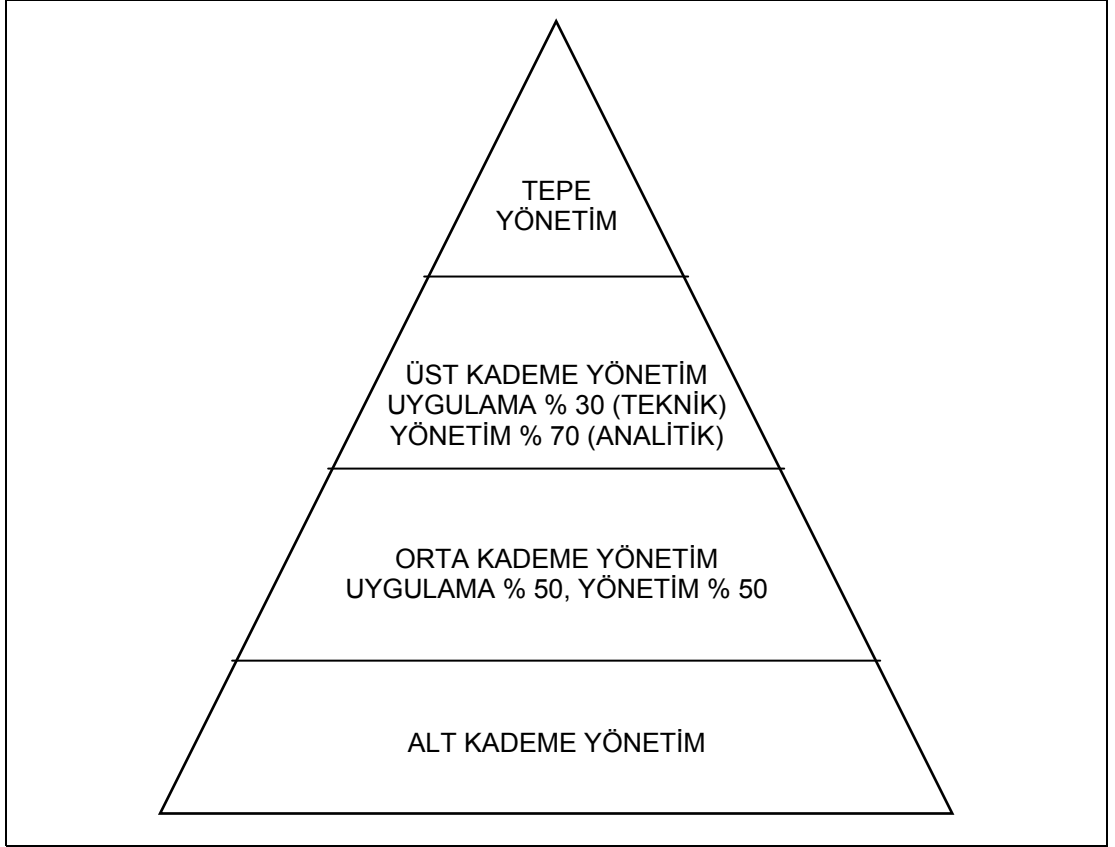 TEPE
YÖNETİM
ÜST KADEME YÖNETİM
UYGULAMA % 30 (TEKNİK)
YÖNETİM % 70 (ANALİTİK)
ORTA KADEME YÖNETİM
UYGULAMA % 50, YÖNETİM % 50
ALT KADEME YÖNETİM